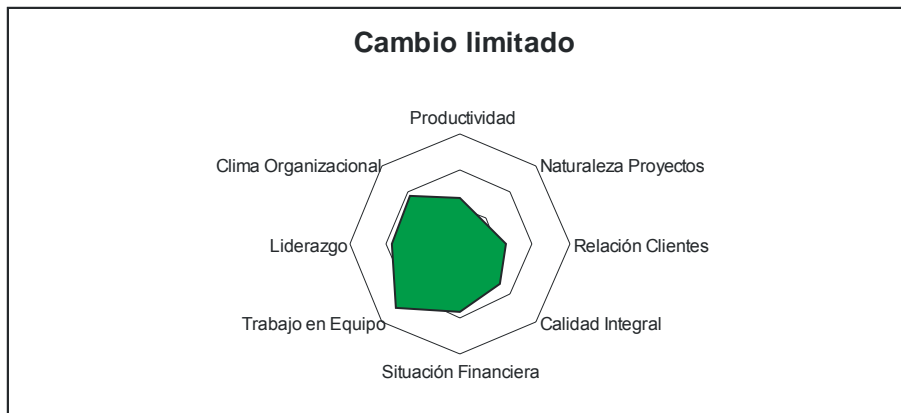 Cambio limitado
Productividad
Clima Organizacional
Naturaleza Proyectos
Liderazgo
Relación Clientes
Trabajo en Equipo
Calidad Integral
Situación Financiera